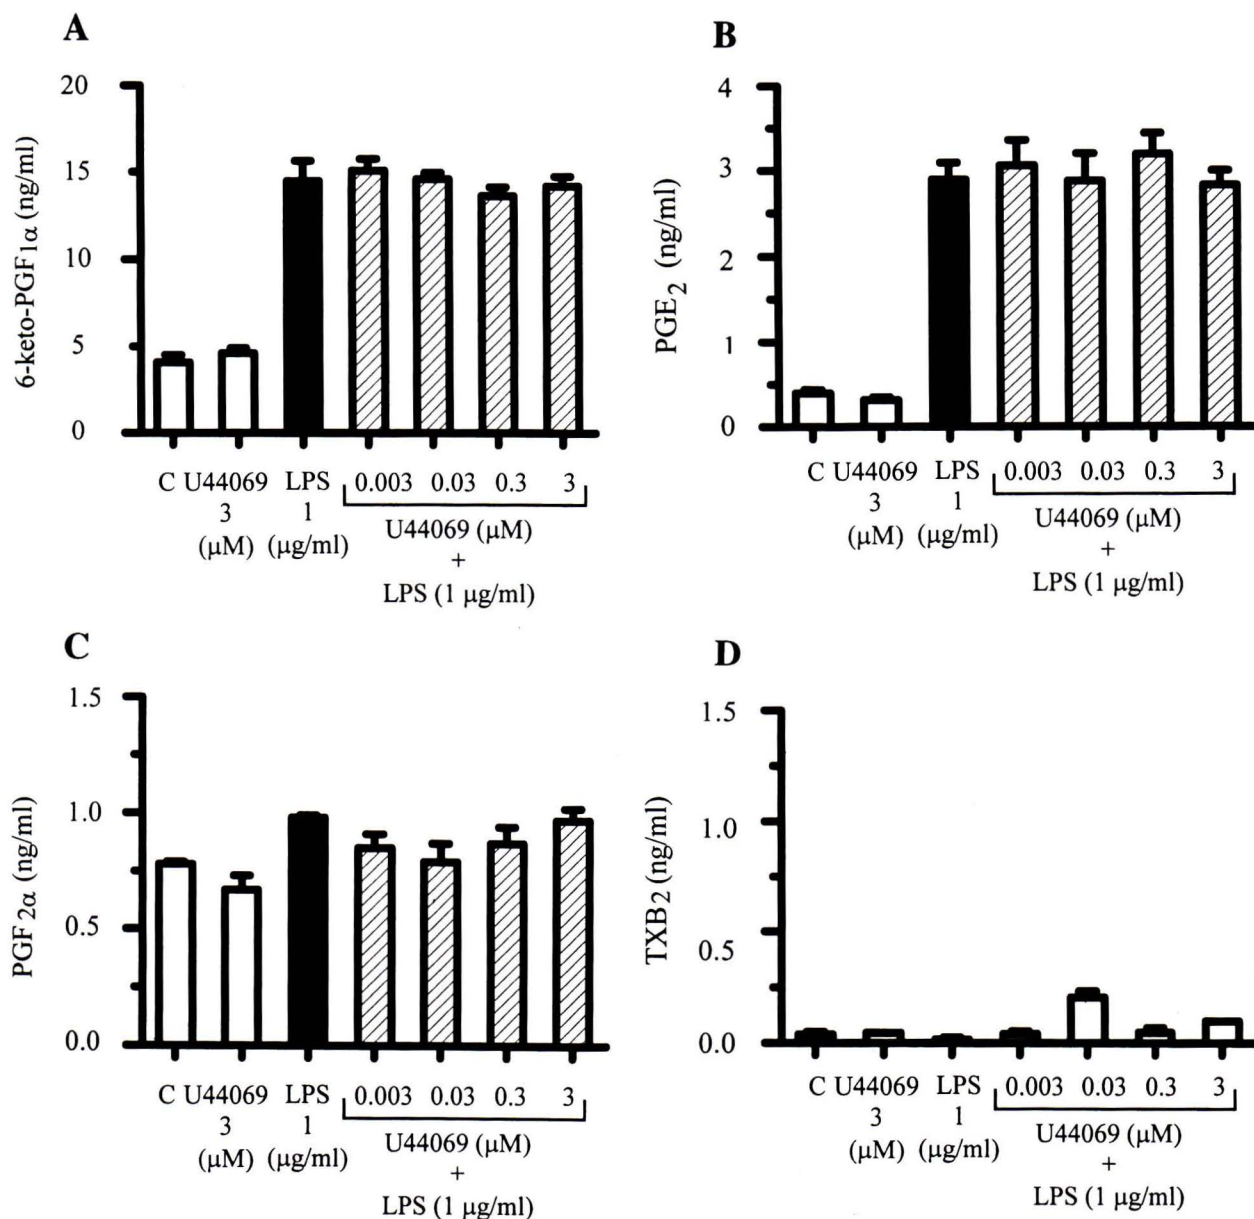 A
20
15
10
5
0
6-keto-PGF1α (ng/ml)
C U44069 LPS 0.003 0.03 0.3 3
3 1
(μM) (μg/ml)
U44069 (μM)
+
LPS (1 μg/ml)
B
4
3
2
1
0
PGE2 (ng/ml)
C U44069 LPS 0.003 0.03 0.3 3
3 1
(μM) (μg/ml)
U44069 (μM)
+
LPS (1 μg/ml)
C
1.5
1.0
0.5
0.0
PGF2α (ng/ml)
C U44069 LPS 0.003 0.03 0.3 3
3 1
(μM) (μg/ml)
U44069 (μM)
+
LPS (1 μg/ml)
D
1.5
1.0
0.5
0.0
TXB2 (ng/ml)
C U44069 LPS 0.003 0.03 0.3 3
3 1
(μM) (μg/ml)
U44069 (μM)
+
LPS (1 μg/ml)